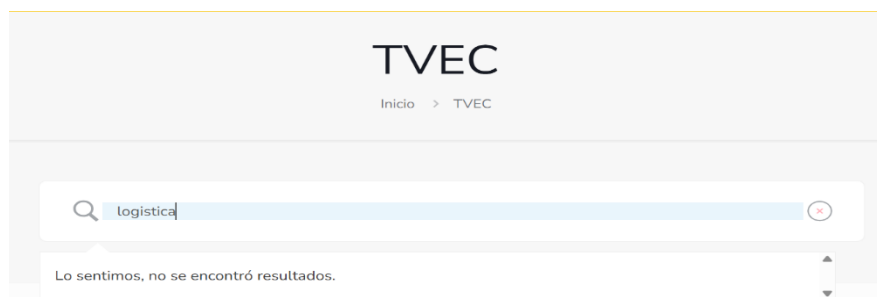 TVEC
Inicio > TVEC
logistica
Lo sentimos, no se encontró resultados.